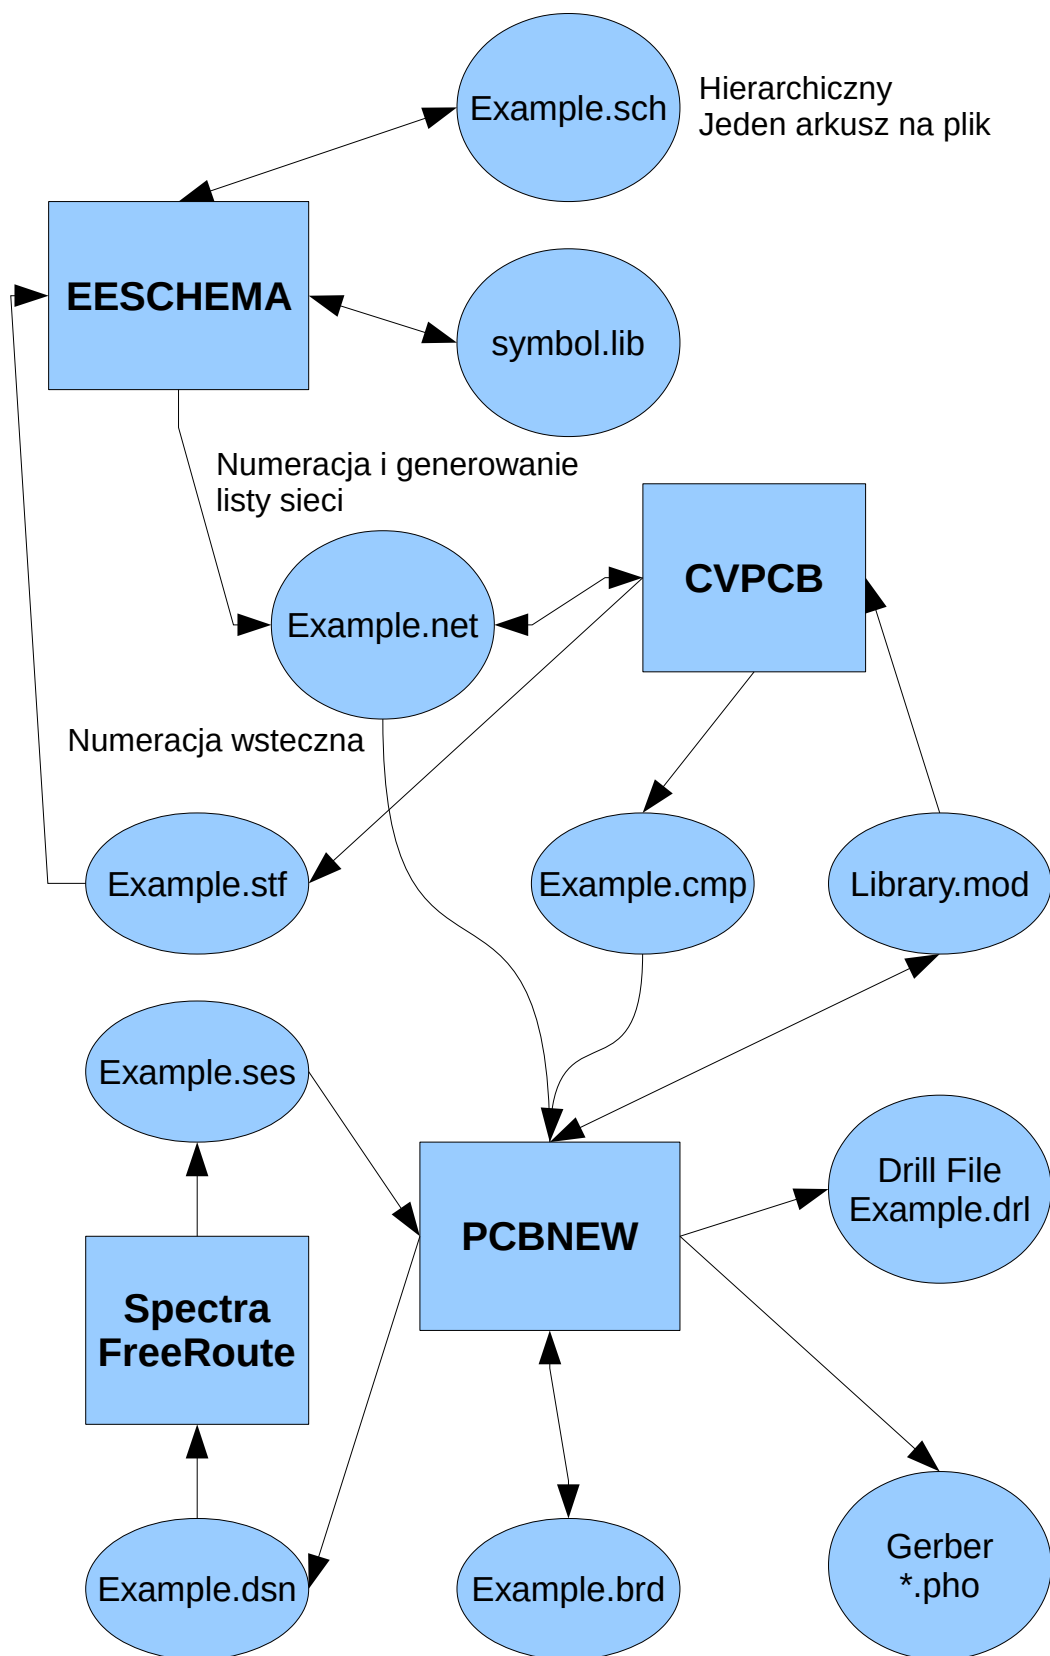 Example.sch
Hierarchiczny
Jeden arkusz na plik
EESCHEMA
symbol.lib
Numeracja i generowanie
listy sieci
CVPCB
Example.net
Numeracja wsteczna
Example.stf
Example.cmp
Library.mod
Example.ses
Drill File
Example.drl
PCBNEW
Spectra
FreeRoute
Gerber
*.pho
Example.dsn
Example.brd